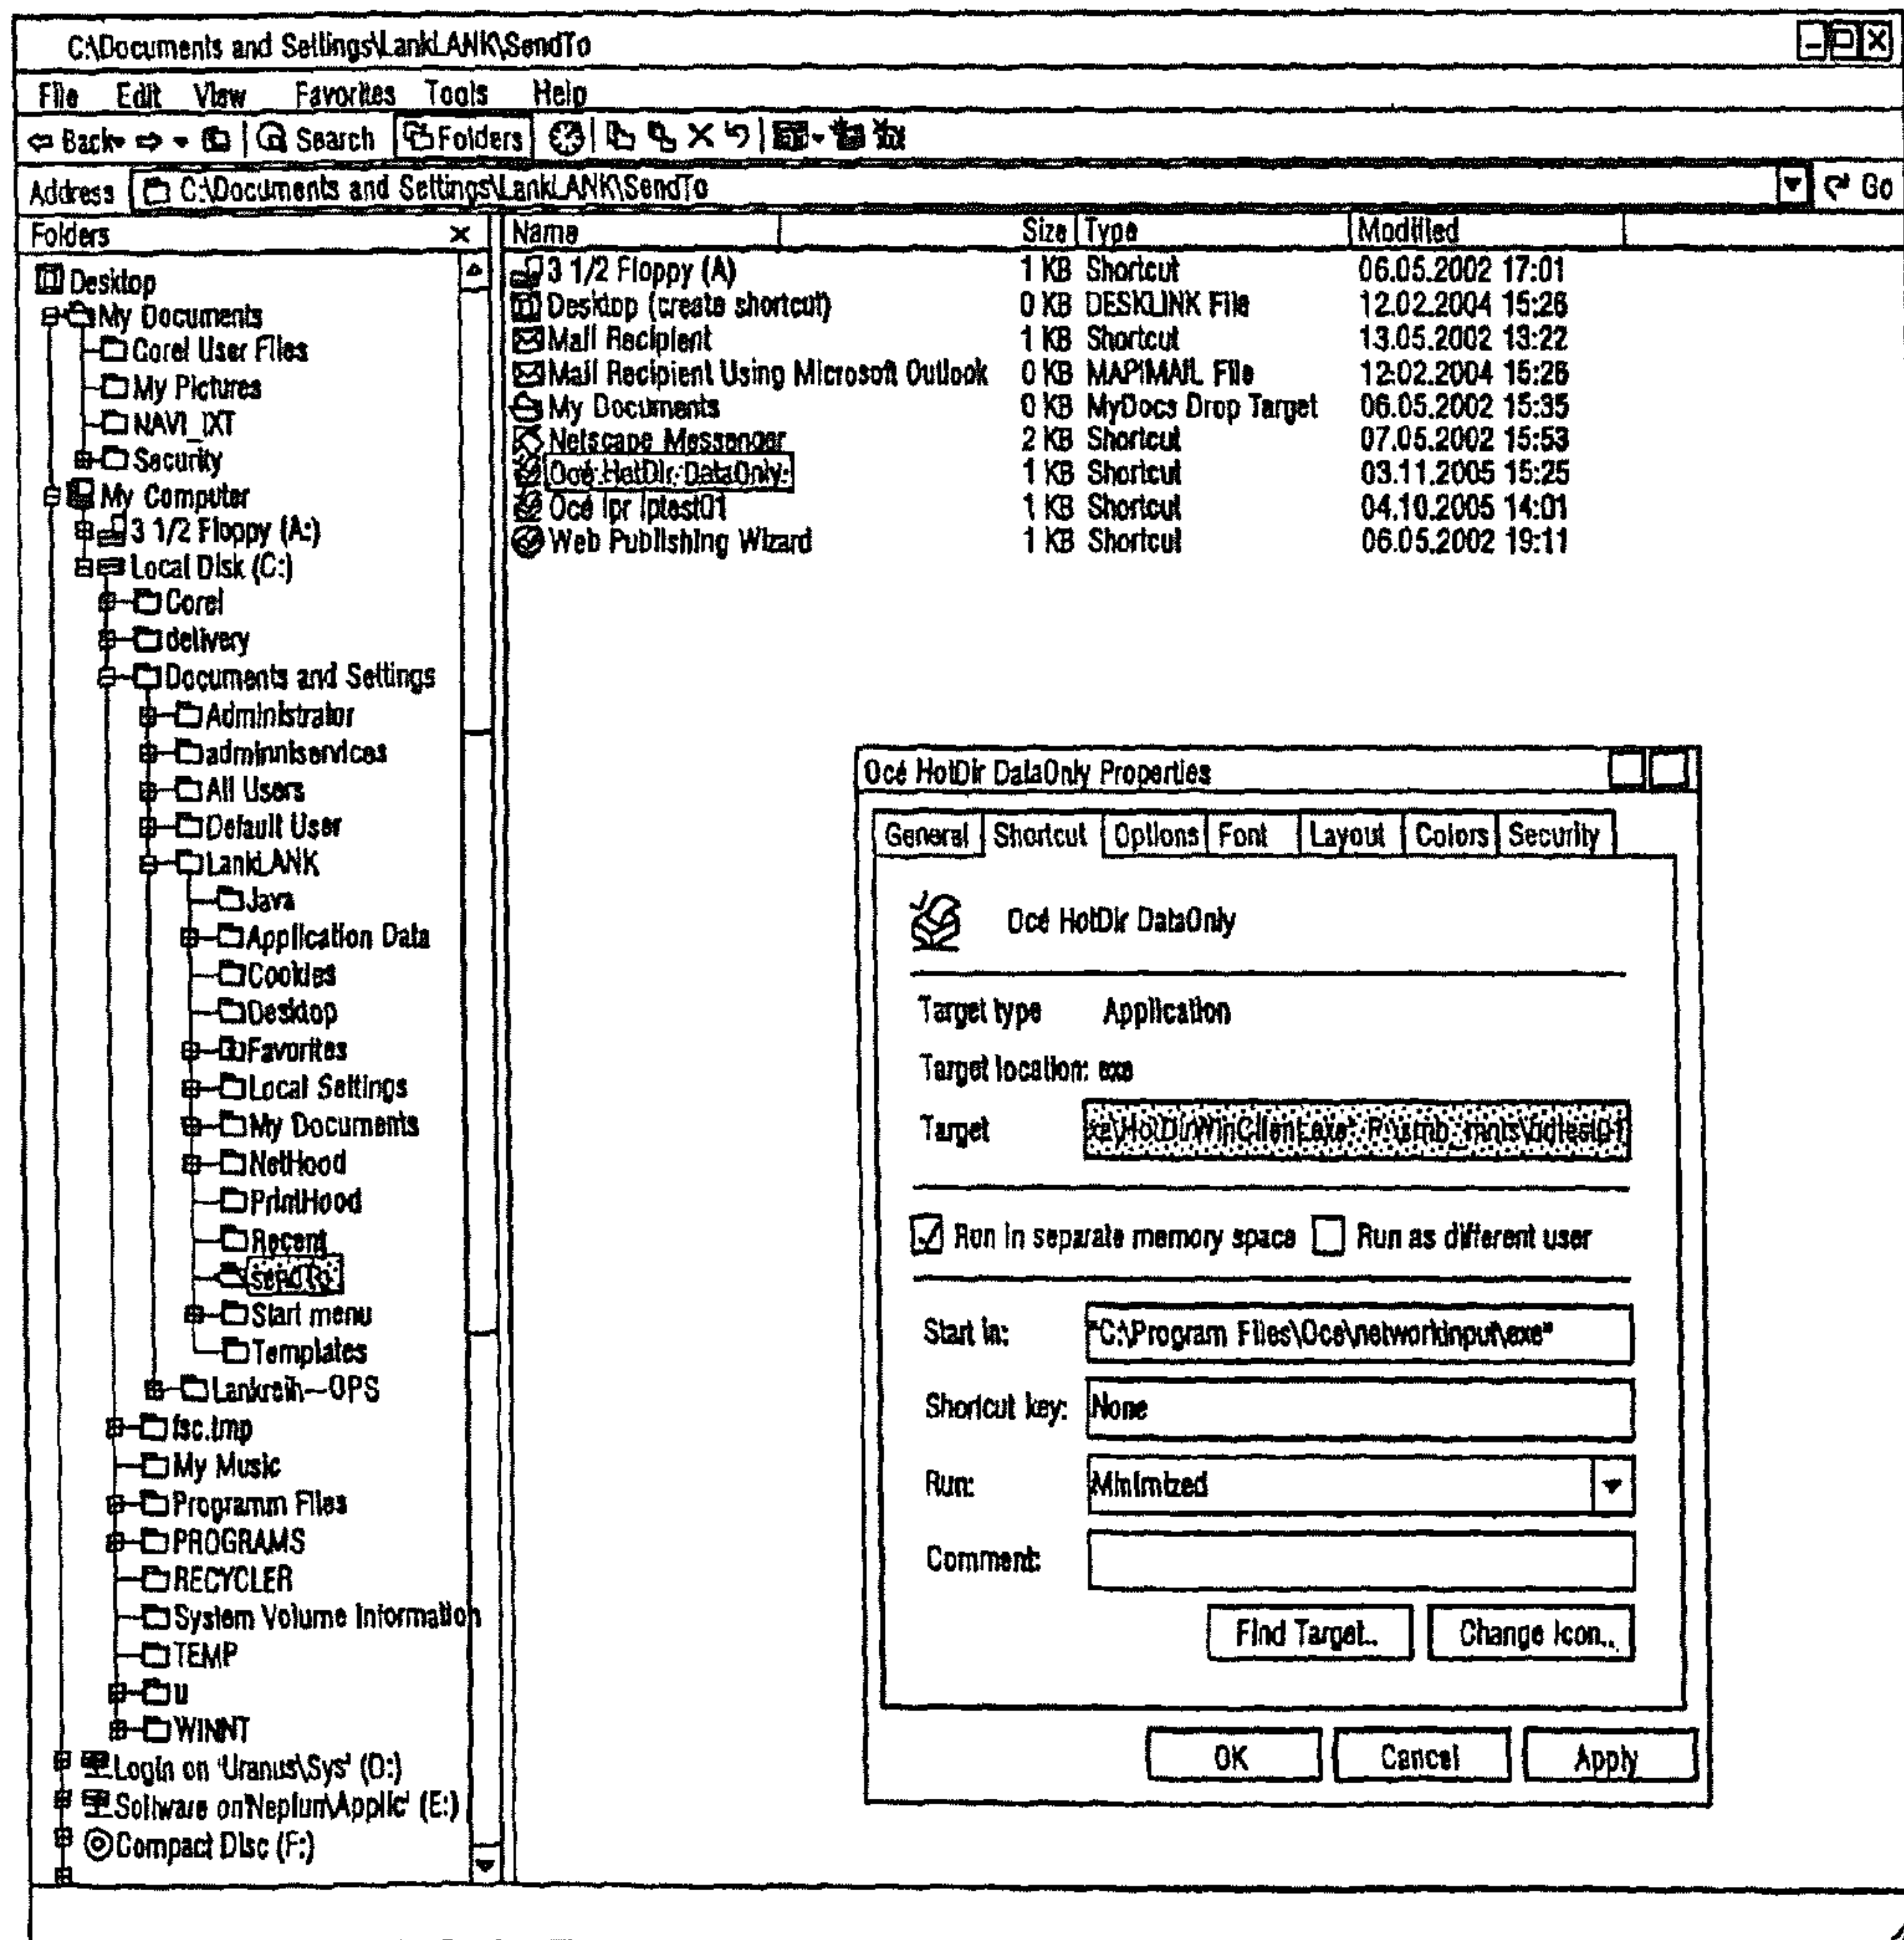 C:\Documents and Settings\LankLANK\SendTo
File Edit View Favorites Tools Help
Back Search Folders
Address C:\Documents and Settings\LankLANK\SendTo Go
Folders
Desktop
My Documents
Corel User Files
My Pictures
NAVI_IXT
Security
My Computer
3 1/2 Floppy (A:)
Local Disk (C:)
Corel
delivery
Documents and Settings
Administrator
adminntservices
All Users
Default User
LankLANK
Java
Application Data
Cookies
Desktop
Favorites
Local Settings
My Documents
NetHood
PrintHood
Recent
sendTo
Start menu
Templates
Lankreih--OPS
fsc.tmp
My Music
Programm Files
PROGRAMS
RECYCLER
System Volume Information
TEMP
u
WINNT
Login on 'Uranus\Sys' (D:)
Software on'Neptun\Applic' (E:)
Compact Disc (F:)
Name Size Type Modified
3 1/2 Floppy (A) 1 KB Shortcut 06.05.2002 17:01
Desktop (create shortcut) 0 KB DESKLINK File 12.02.2004 15:26
Mail Recipient 1 KB Shortcut 13.05.2002 13:22
Mail Recipient Using Microsoft Outlook 0 KB MAPIMAIL File 12.02.2004 15:26
My Documents 0 KB MyDocs Drop Target 06.05.2002 15:35
Netscape Messenger 2 KB Shortcut 07.05.2002 15:53
Océ HotDir DataOnly 1 KB Shortcut 03.11.2005 15:25
Océ lpr lptest01 1 KB Shortcut 04.10.2005 14:01
Web Publishing Wizard 1 KB Shortcut 06.05.2002 19:11
Océ HotDir DataOnly Properties
General Shortcut Options Font Layout Colors Security
Océ HotDir DataOnly
Target type Application
Target location: exe
Target
Run in separate memory space Run as different user
Start in: "C:\Program Files\Oce\networkinput\exe"
Shortcut key: None
Run: Minimized
Comment:
Find Target.. Change Icon..
OK Cancel Apply